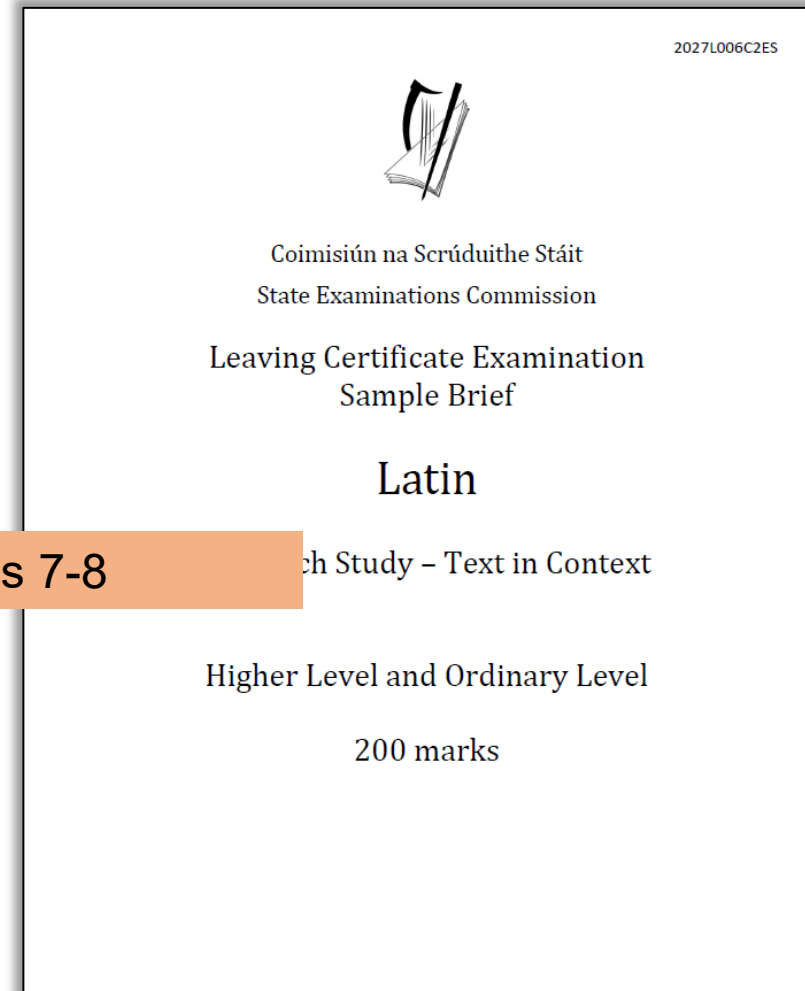 2027L006C2ES
Coimisiún na Scrúduithe Stáit
State Examinations Commission
Leaving Certificate Examination
Sample Brief
Latin
s 7-8
ch Study – Text in Context
Higher Level and Ordinary Level
200 marks